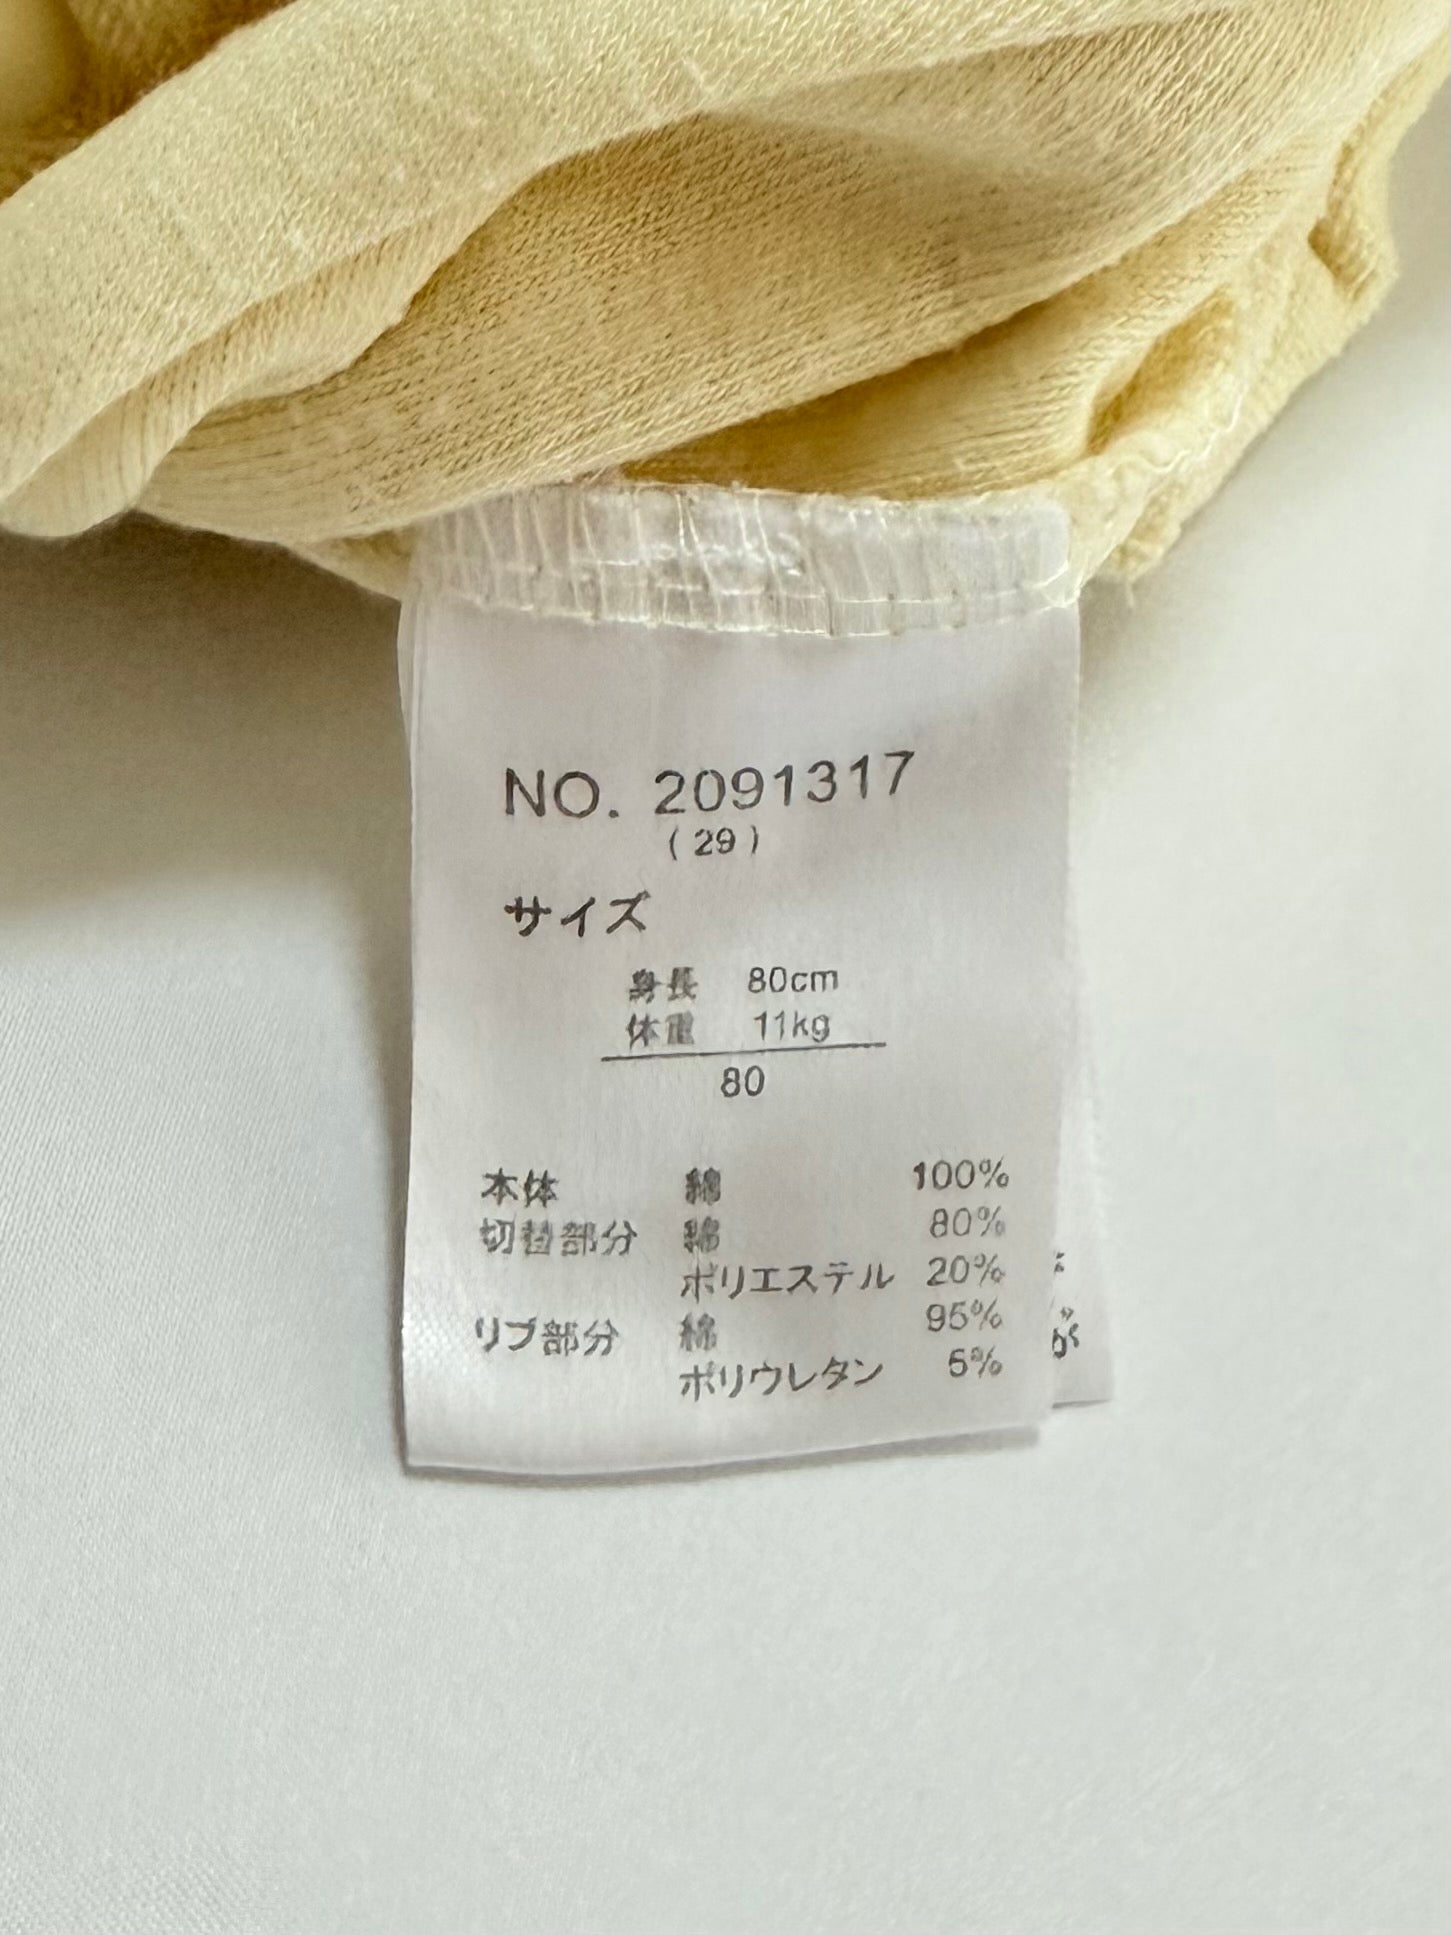 NO. 2091317
(29)
サイズ
身長 80cm
体重 11kg
80
本体 綿 100%
切替部分 綿 80%
ポリエステル 20%
リブ部分 綿 95%
ポリウレタン 5%